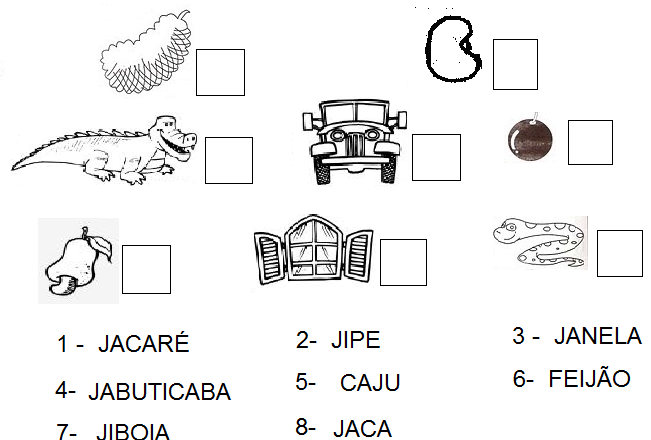 1 - JACARÉ 2- JIPE 3 - JANELA
4- JABUTICABA 5- CAJU 6- FEIJÃO
7- JIBOIA 8- JACA